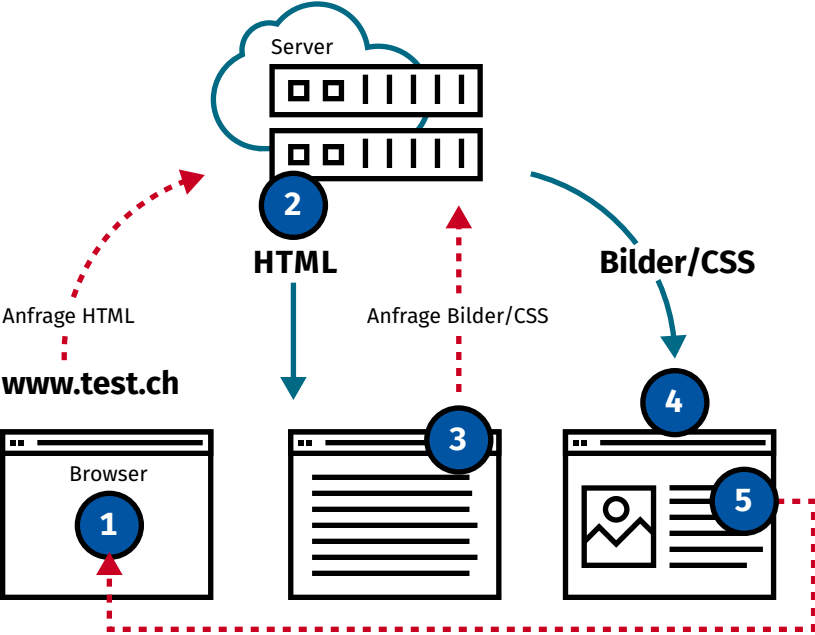 Server
2
HTML
Bilder/CSS
Anfrage HTML
Anfrage Bilder/CSS
www.test.ch
4
3
Browser
5
1